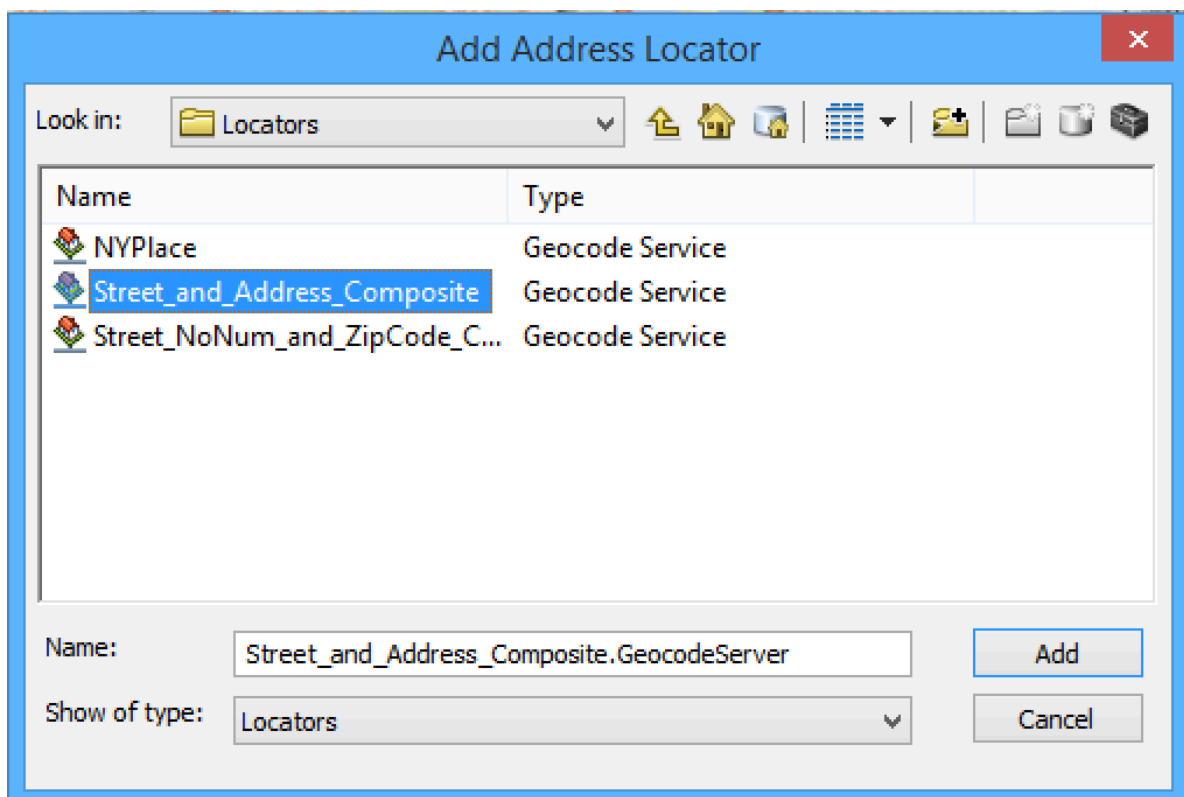 Add Address Locator
Look in: Locators
Name Type
NYPlace Geocode Service
Street_and_Address_Composite Geocode Service
Street_NoNum_and_ZipCode_C... Geocode Service
Name: Street_and_Address_Composite.GeocodeServer Add
Show of type: Locators Cancel